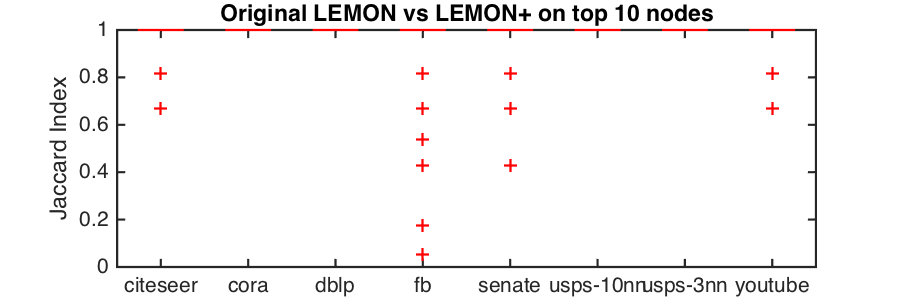 Original LEMON vs LEMON+ on top 10 nodes
Jaccard Index
1
0.8
0.6
0.4
0.2
0
citeseer cora dblp fb senate usps-10nn usps-3nn youtube